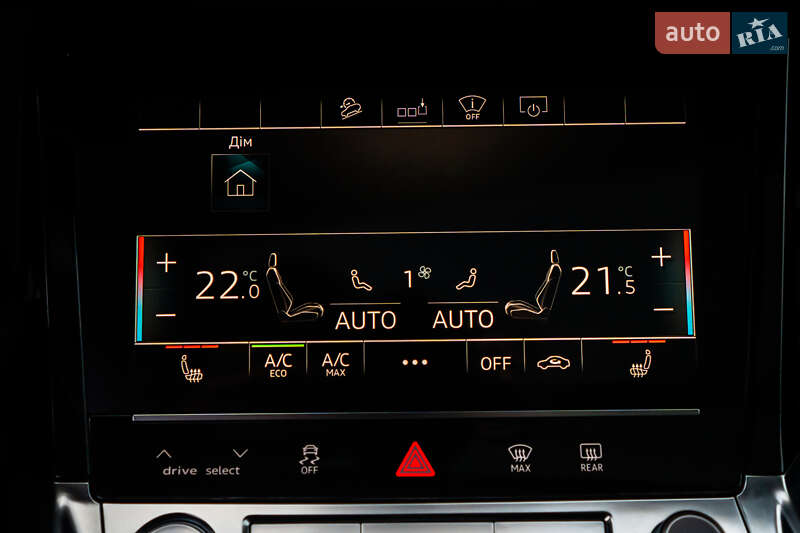 auto RIA .com
i
OFF
Дім
22.0 °C
1
21.5 °C
AUTO AUTO
A/C ECO
A/C MAX
OFF
drive select
OFF
MAX
REAR